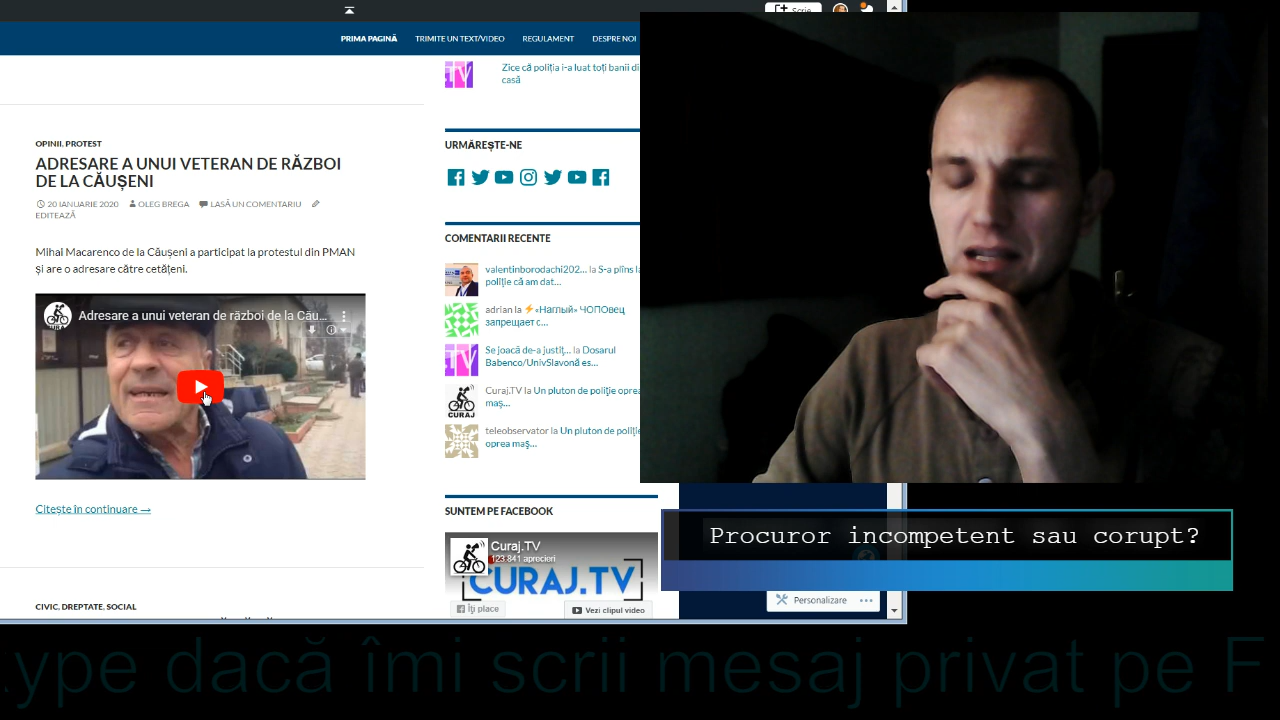 Scrie
PRIMA PAGINĂ TRIMITE UN TEXT/VIDEO REGULAMENT DESPRE NOI
Zice că poliția i-a luat toți banii di
casă
OPINII, PROTEST
ADRESARE A UNUI VETERAN DE RĂZBOI
DE LA CĂUȘENI
20 IANUARIE 2020 OLEG BREGA LASĂ UN COMENTARIU
EDITEAZĂ
Mihai Macarenco de la Căușeni a participat la protestul din PMAN
și are o adresare către cetățeni.
Adresare a unui veteran de război de la Cău...
Citește în continuare →
CIVIC, DREPTATE, SOCIAL
URMĂREȘTE-NE
COMENTARII RECENTE
valentinborodachi202... la S-a plîns la
poliție că am dat...
adrian la ⚡«Наглый» ЧОПОвец
запрещает с...
Se joacă de-a justiț... la Dosarul
Babenco/UnivSlavonă es...
Curaj.TV la Un pluton de poliție oprea
maș...
CURAJ
teleobservator la Un pluton de poliție
oprea maș...
SUNTEM PE FACEBOOK
Curaj.TV
123.841 aprecieri
CURAJ.TV
Îți place
Vezi clipul video
Procuror incompetent sau corupt?
Personalizare
ype dacă îmi scrii mesaj privat pe F